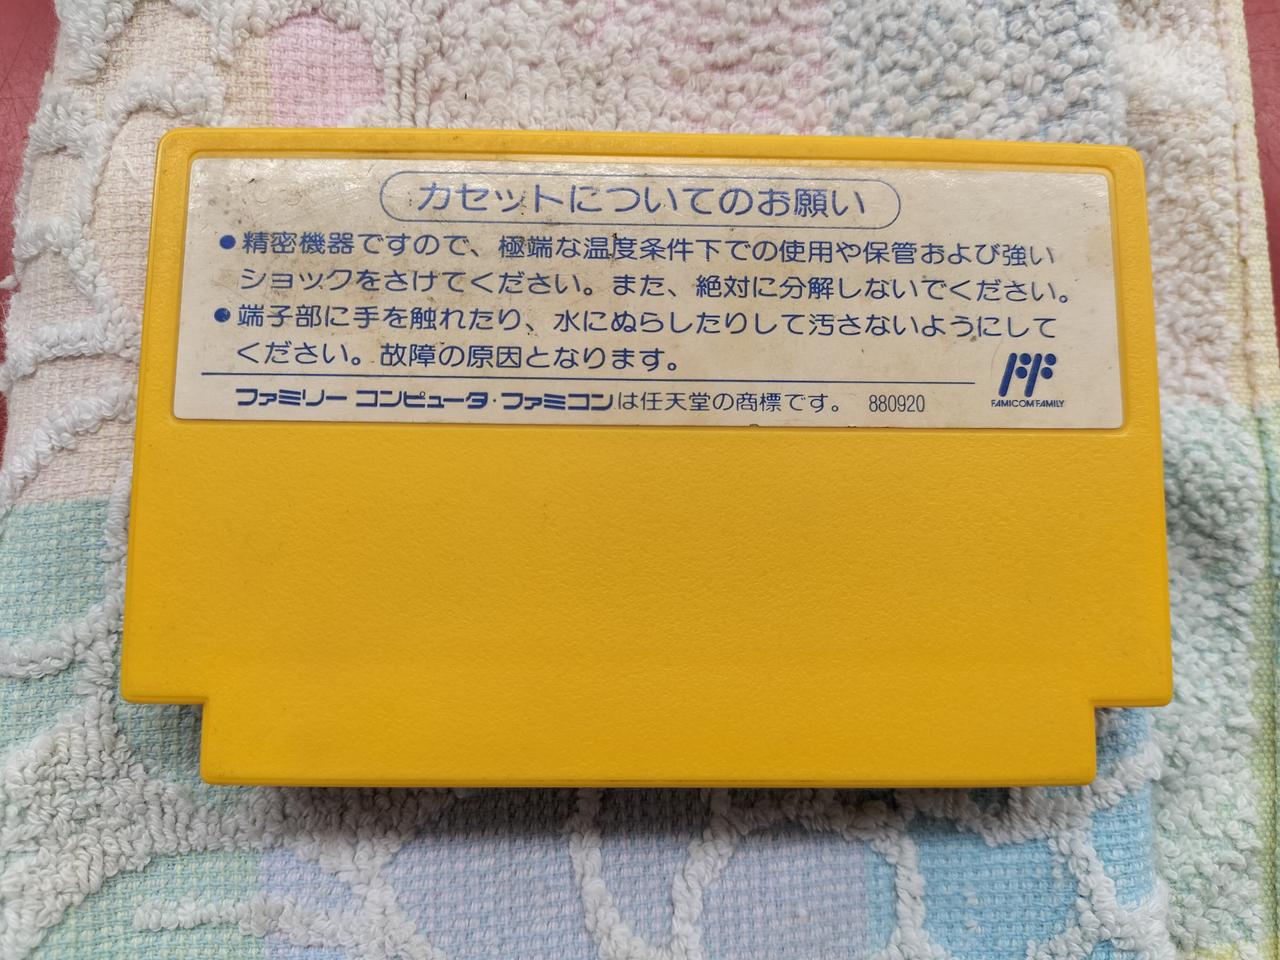 カセットについてのお願い
●精密機器ですので、極端な温度条件下での使用や保管および強い
ショックをさけてください。また、絶対に分解しないでください。
●端子部に手を触れたり、水にぬらしたりして汚さないようにして
ください。故障の原因となります。
ファミリー コンピュータ・ファミコンは任天堂の商標です。 880920
FAMICOM FAMILY